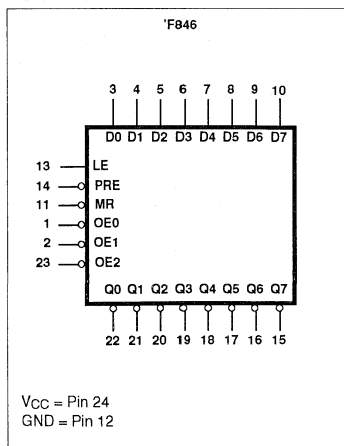 'F846
3 4 5 6 7 8 9 10
D0 D1 D2 D3 D4 D5 D6 D7
13 LE
14 PRE
11 MR
1 OE0
2 OE1
23 OE2
Q0 Q1 Q2 Q3 Q4 Q5 Q6 Q7
22 21 20 19 18 17 16 15
VCC = Pin 24
GND = Pin 12